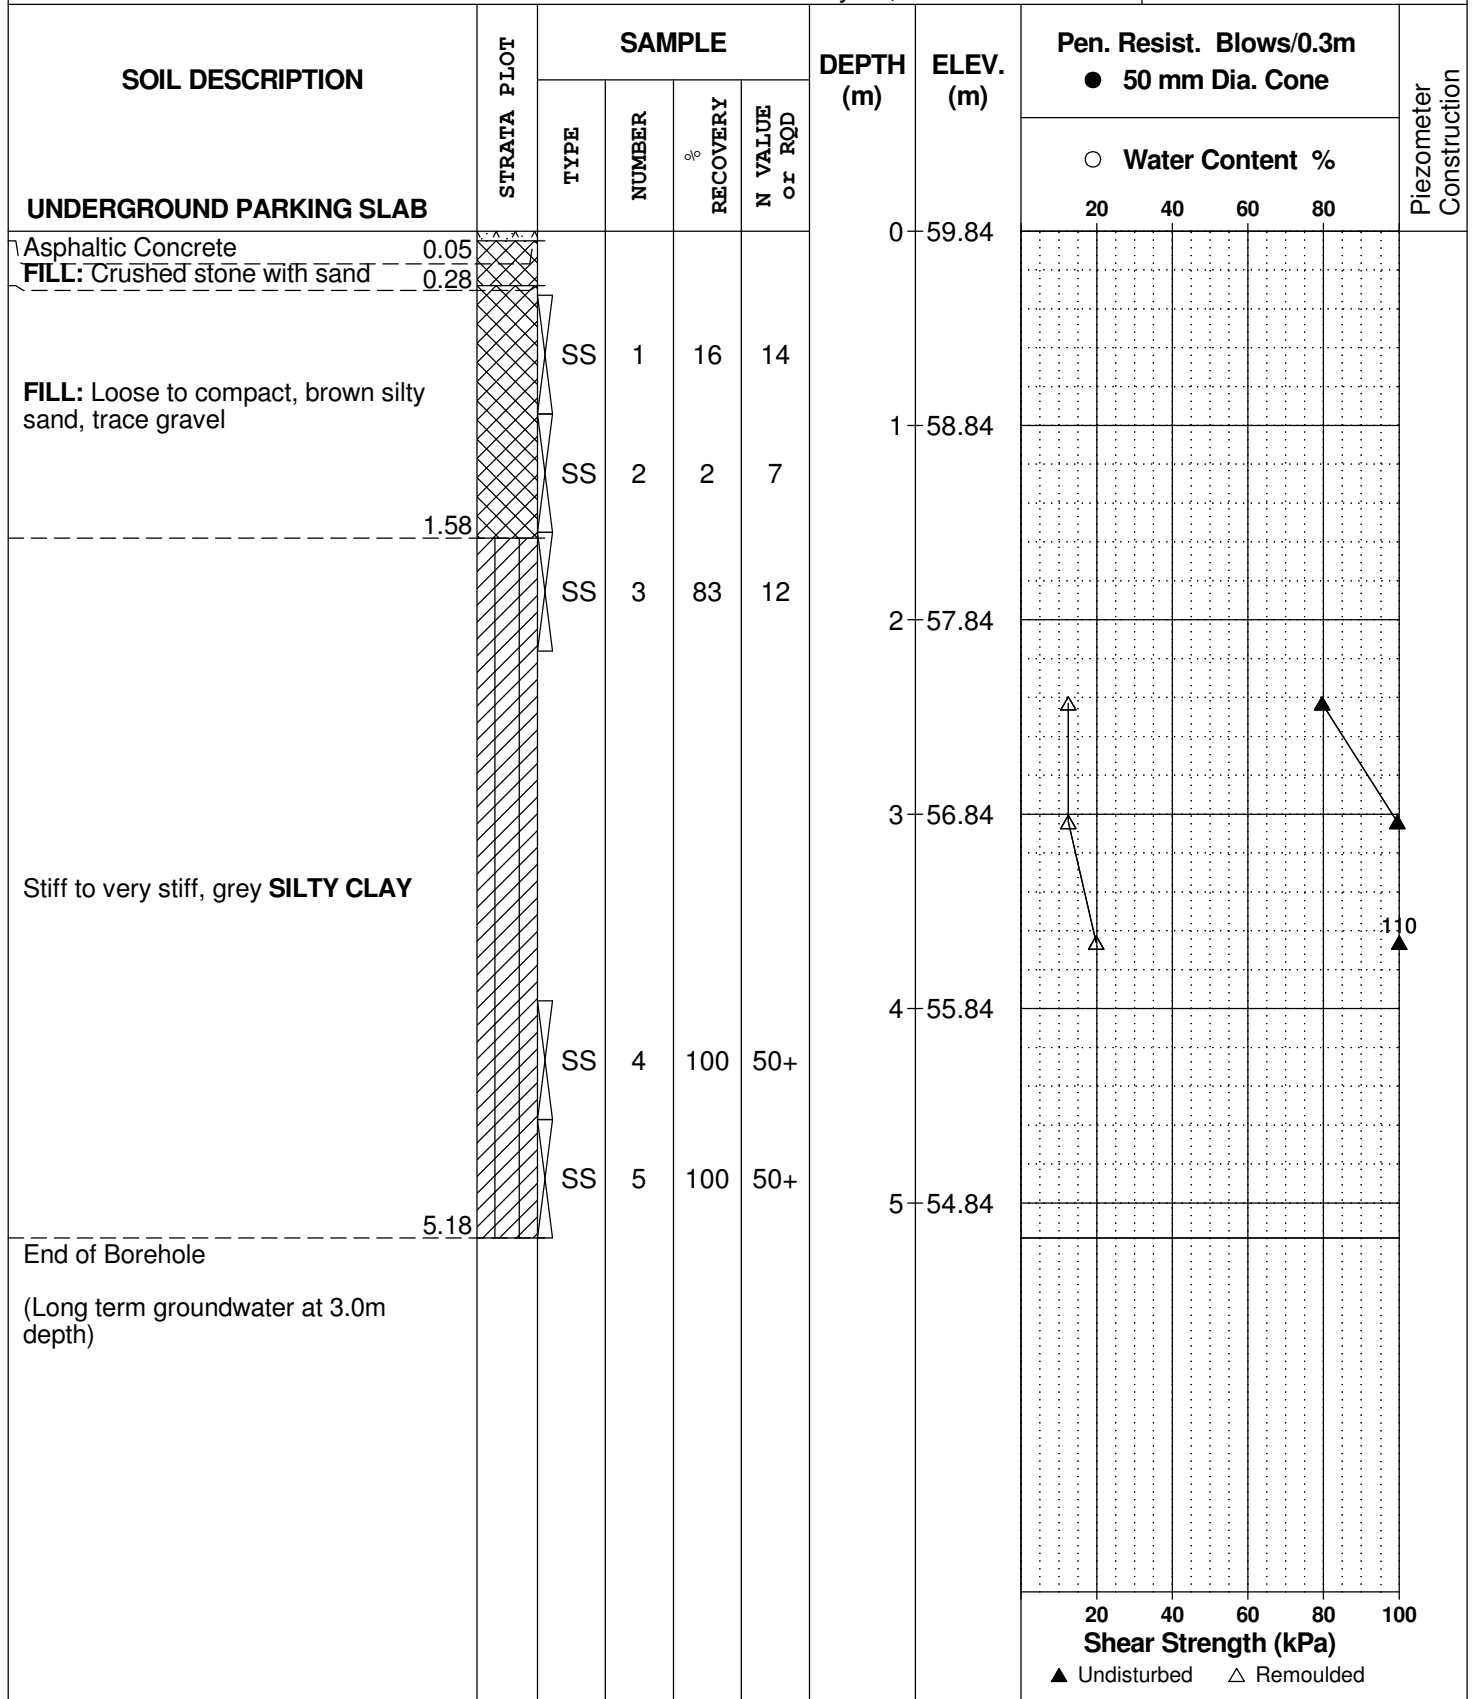 SOIL DESCRIPTION
UNDERGROUND PARKING SLAB
STRATA PLOT
SAMPLE
TYPE
NUMBER
% RECOVERY
N VALUE or RQD
DEPTH (m)
ELEV. (m)
Pen. Resist. Blows/0.3m
● 50 mm Dia. Cone
○ Water Content %
20 40 60 80
Piezometer Construction
0 59.84
Asphaltic Concrete 0.05
FILL: Crushed stone with sand 0.28
SS 1 16 14
FILL: Loose to compact, brown silty
sand, trace gravel
1 58.84
SS 2 2 7
1.58
SS 3 83 12
2 57.84
3 56.84
Stiff to very stiff, grey SILTY CLAY
110
4 55.84
SS 4 100 50+
SS 5 100 50+
5 54.84
5.18
End of Borehole
(Long term groundwater at 3.0m
depth)
20 40 60 80 100
Shear Strength (kPa)
▲ Undisturbed △ Remoulded